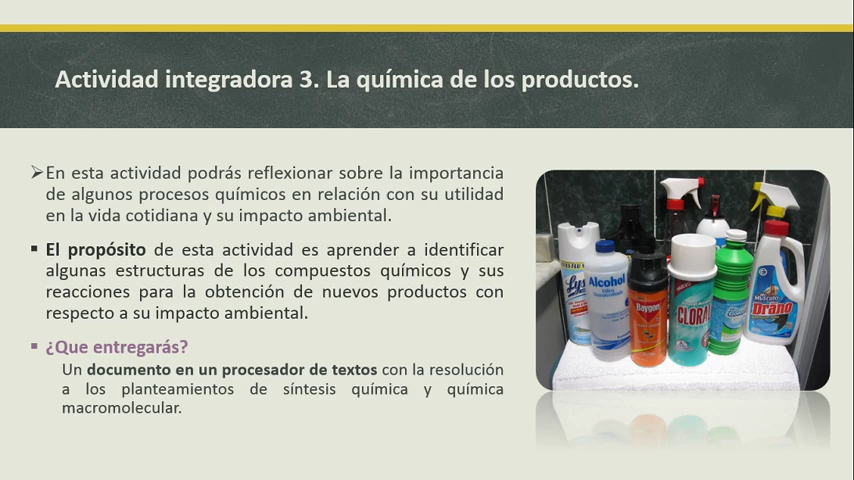 Actividad integradora 3. La química de los productos.
➢En esta actividad podrás reflexionar sobre la importancia
de algunos procesos químicos en relación con su utilidad
en la vida cotidiana y su impacto ambiental.
▪ El propósito de esta actividad es aprender a identificar
algunas estructuras de los compuestos químicos y sus
reacciones para la obtención de nuevos productos con
respecto a su impacto ambiental.
▪ ¿Que entregarás?
Un documento en un procesador de textos con la resolución
a los planteamientos de síntesis química y química
macromolecular.
Lys
Alcohol
Baygon
CLORAL
Músculo
Drano